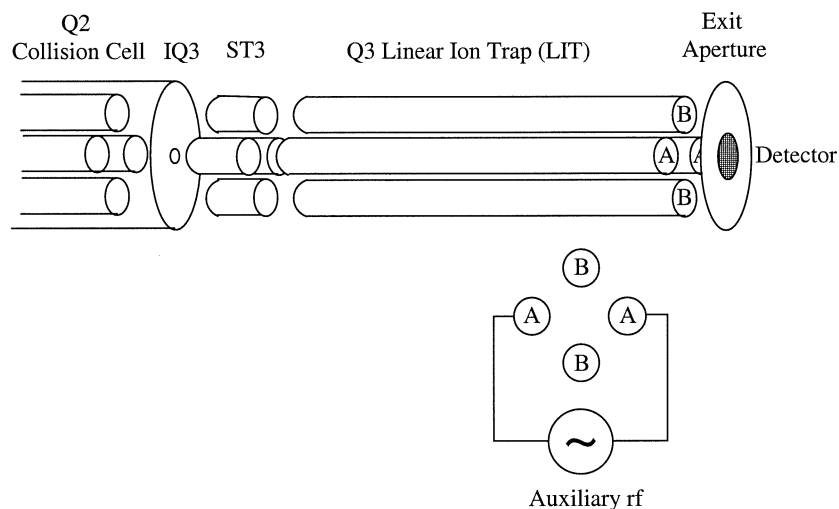 Q2
Collision Cell
IQ3
ST3
Q3 Linear Ion Trap (LIT)
Exit
Aperture
B
A
A
B
Detector
B
A
A
B
~
Auxiliary rf